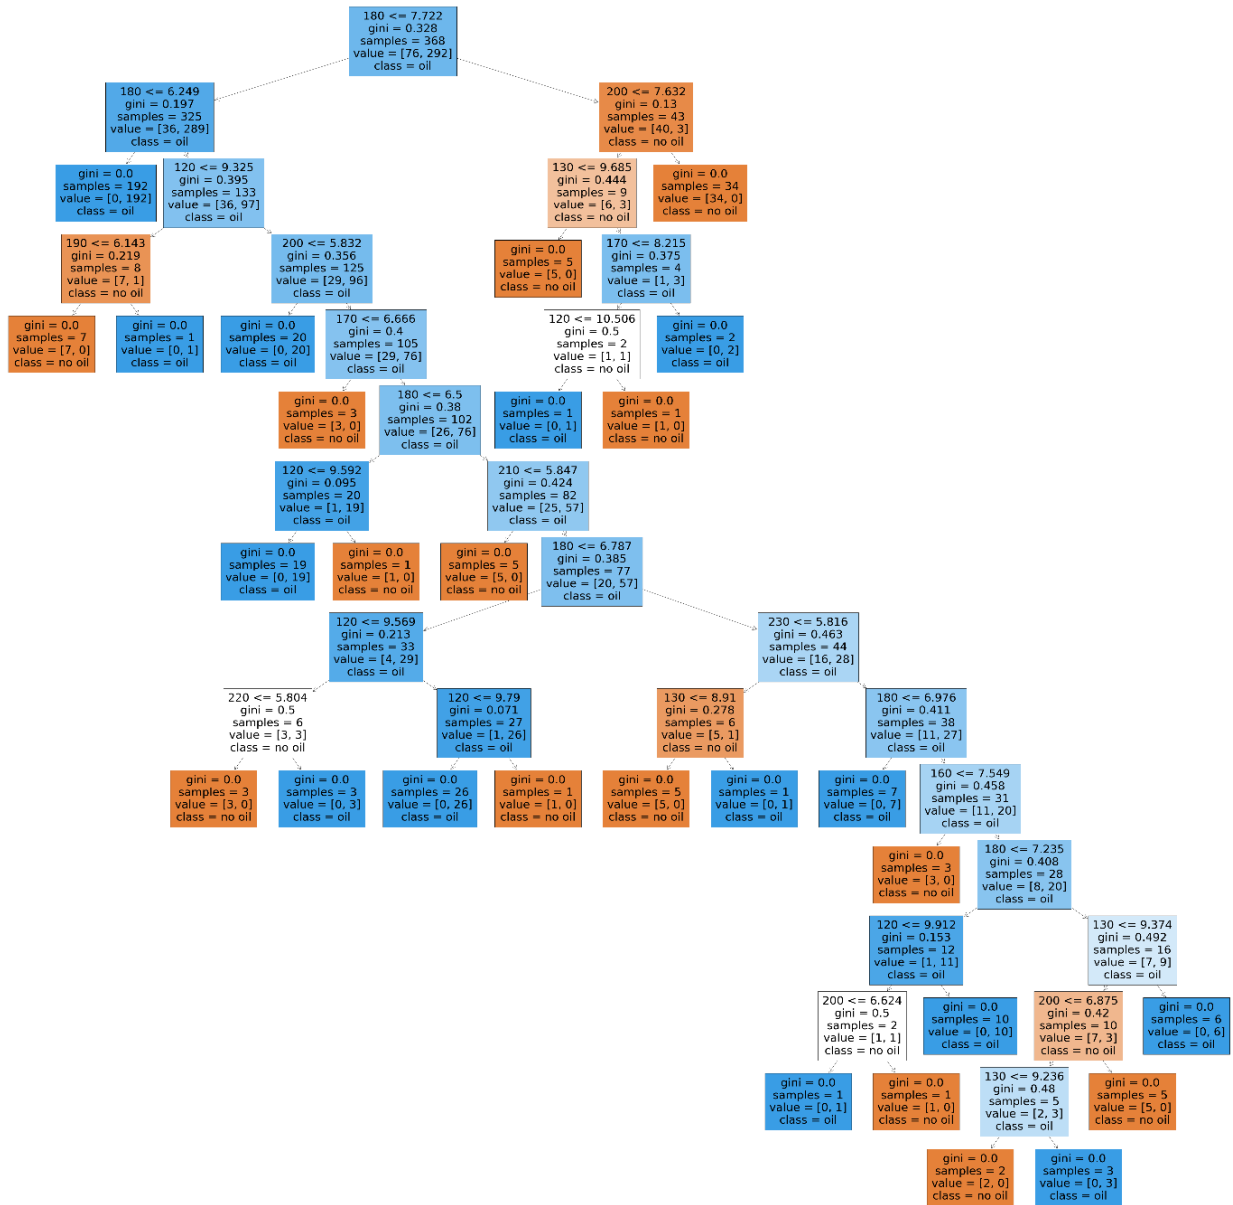 180 <= 7.722
gini = 0.328
samples = 368
value = [76, 292]
class = oil
180 <= 6.249
gini = 0.197
samples = 325
value = [36, 289]
class = oil
200 <= 7.632
gini = 0.13
samples = 43
value = [40, 3]
class = no oil
gini = 0.0
samples = 192
value = [0, 192]
class = oil
120 <= 9.325
gini = 0.395
samples = 133
value = [36, 97]
class = oil
130 <= 9.685
gini = 0.444
samples = 9
value = [6, 3]
class = no oil
gini = 0.0
samples = 34
value = [34, 0]
class = no oil
190 <= 6.143
gini = 0.219
samples = 8
value = [7, 1]
class = no oil
200 <= 5.832
gini = 0.356
samples = 125
value = [29, 96]
class = oil
gini = 0.0
samples = 5
value = [5, 0]
class = no oil
170 <= 8.215
gini = 0.375
samples = 4
value = [1, 3]
class = oil
gini = 0.0
samples = 7
value = [7, 0]
class = no oil
gini = 0.0
samples = 1
value = [0, 1]
class = oil
gini = 0.0
samples = 20
value = [0, 20]
class = oil
170 <= 6.666
gini = 0.4
samples = 105
value = [29, 76]
class = oil
120 <= 10.506
gini = 0.5
samples = 2
value = [1, 1]
class = no oil
gini = 0.0
samples = 2
value = [0, 2]
class = oil
gini = 0.0
samples = 3
value = [3, 0]
class = no oil
180 <= 6.5
gini = 0.38
samples = 102
value = [26, 76]
class = oil
gini = 0.0
samples = 1
value = [0, 1]
class = oil
gini = 0.0
samples = 1
value = [1, 0]
class = no oil
120 <= 9.592
gini = 0.095
samples = 20
value = [1, 19]
class = oil
210 <= 5.847
gini = 0.424
samples = 82
value = [25, 57]
class = oil
gini = 0.0
samples = 19
value = [0, 19]
class = oil
gini = 0.0
samples = 1
value = [1, 0]
class = no oil
gini = 0.0
samples = 5
value = [5, 0]
class = no oil
180 <= 6.787
gini = 0.385
samples = 77
value = [20, 57]
class = oil
120 <= 9.569
gini = 0.213
samples = 33
value = [4, 29]
class = oil
230 <= 5.816
gini = 0.463
samples = 44
value = [16, 28]
class = oil
220 <= 5.804
gini = 0.5
samples = 6
value = [3, 3]
class = no oil
120 <= 9.79
gini = 0.071
samples = 27
value = [1, 26]
class = oil
130 <= 8.91
gini = 0.278
samples = 6
value = [5, 1]
class = no oil
180 <= 6.976
gini = 0.411
samples = 38
value = [11, 27]
class = oil
gini = 0.0
samples = 3
value = [3, 0]
class = no oil
gini = 0.0
samples = 3
value = [0, 3]
class = oil
gini = 0.0
samples = 26
value = [0, 26]
class = oil
gini = 0.0
samples = 1
value = [1, 0]
class = no oil
gini = 0.0
samples = 5
value = [5, 0]
class = no oil
gini = 0.0
samples = 1
value = [0, 1]
class = oil
gini = 0.0
samples = 7
value = [0, 7]
class = oil
160 <= 7.549
gini = 0.458
samples = 31
value = [11, 20]
class = oil
gini = 0.0
samples = 3
value = [3, 0]
class = no oil
180 <= 7.235
gini = 0.408
samples = 28
value = [8, 20]
class = oil
120 <= 9.912
gini = 0.153
samples = 12
value = [1, 11]
class = oil
130 <= 9.374
gini = 0.492
samples = 16
value = [7, 9]
class = oil
200 <= 6.624
gini = 0.5
samples = 2
value = [1, 1]
class = no oil
gini = 0.0
samples = 10
value = [0, 10]
class = oil
200 <= 6.875
gini = 0.42
samples = 10
value = [7, 3]
class = no oil
gini = 0.0
samples = 6
value = [0, 6]
class = oil
gini = 0.0
samples = 1
value = [0, 1]
class = oil
gini = 0.0
samples = 1
value = [1, 0]
class = no oil
130 <= 9.236
gini = 0.48
samples = 5
value = [2, 3]
class = oil
gini = 0.0
samples = 5
value = [5, 0]
class = no oil
gini = 0.0
samples = 2
value = [2, 0]
class = no oil
gini = 0.0
samples = 3
value = [0, 3]
class = oil